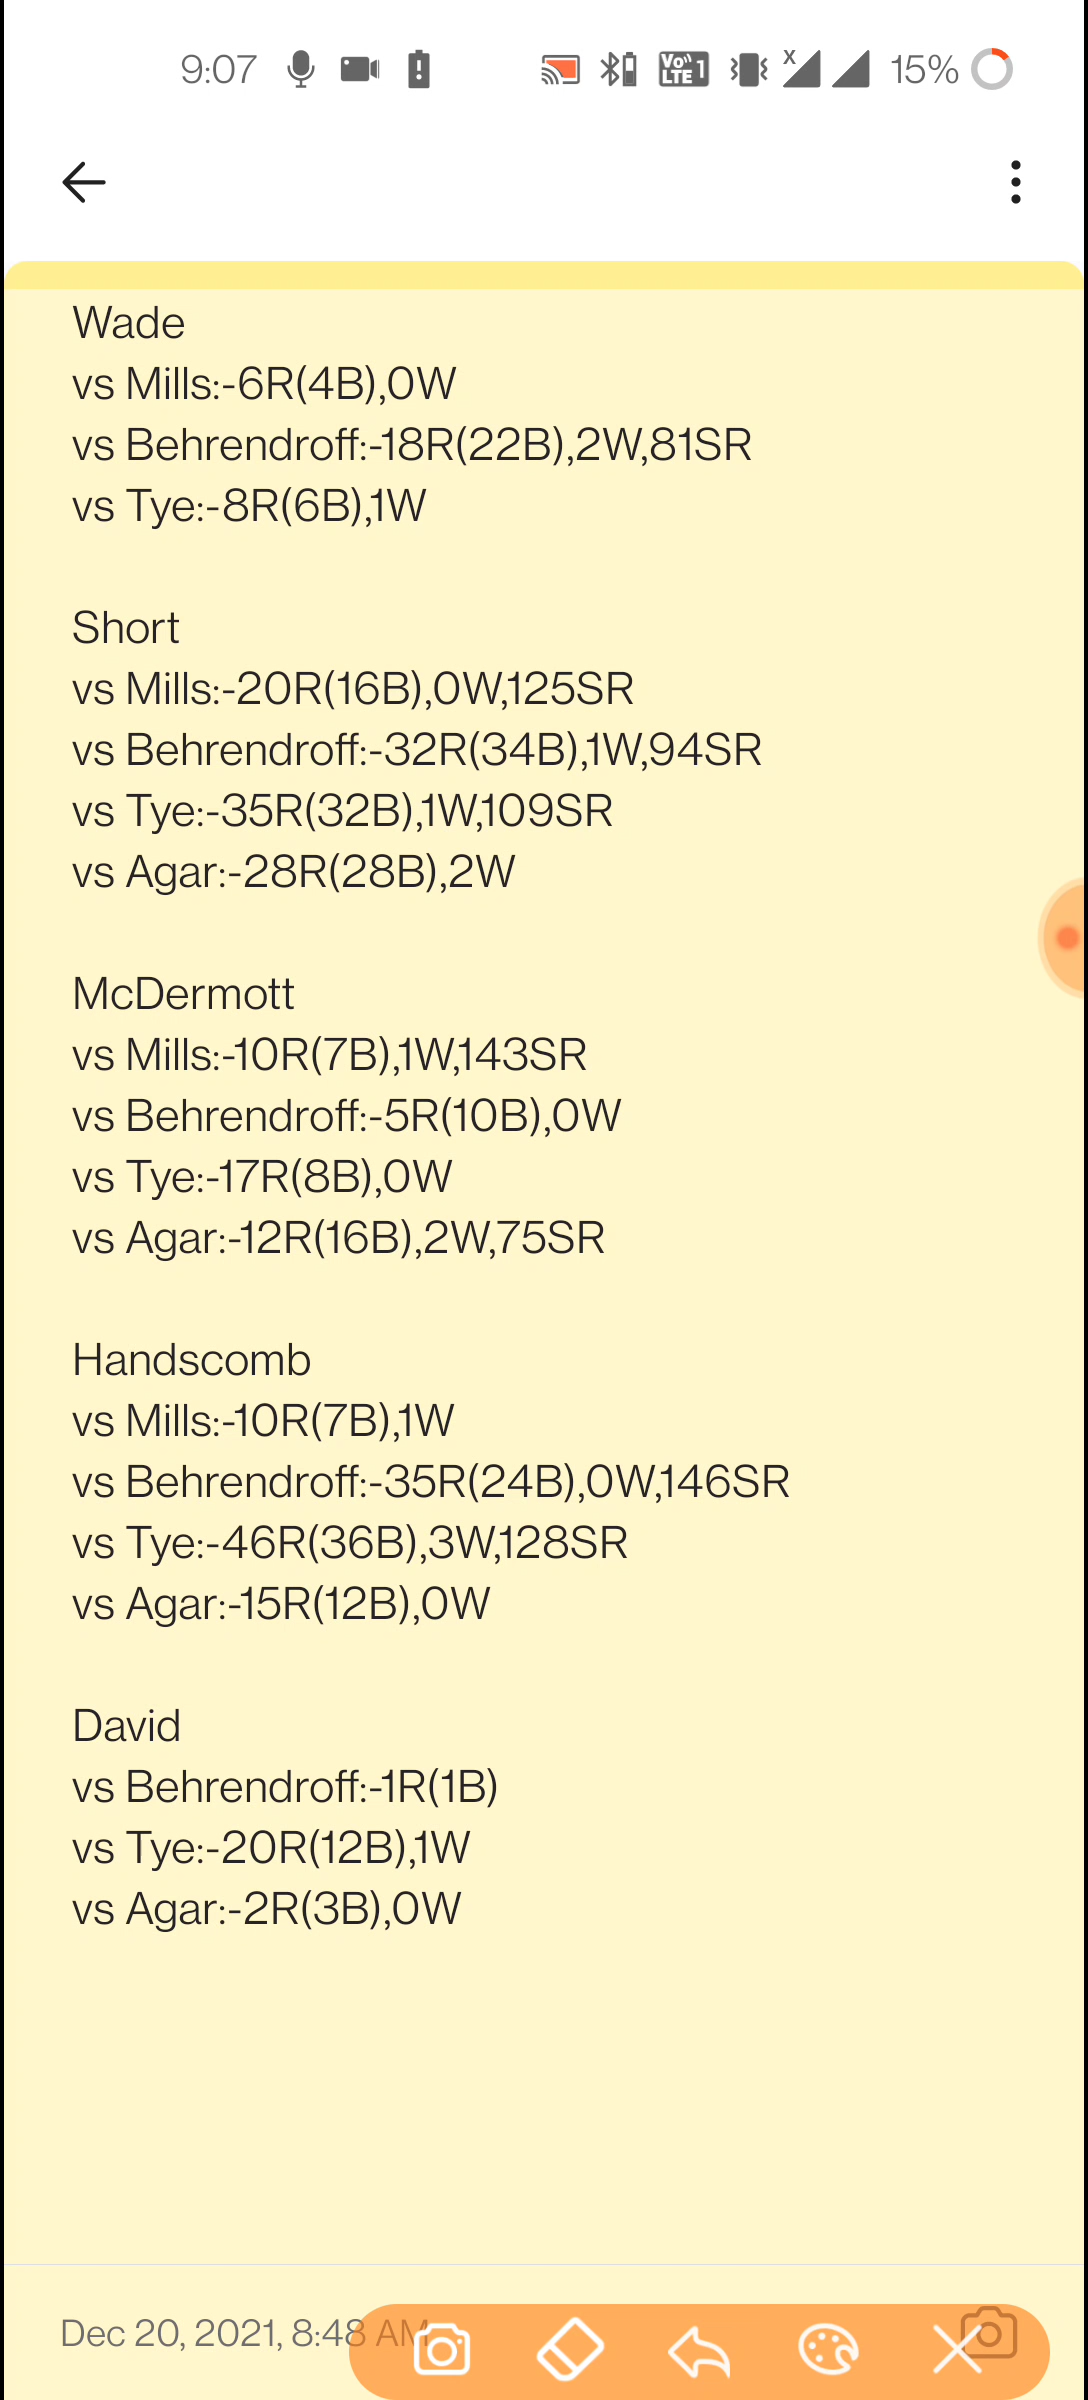 9:07
Vo)) LTE 1
x
15%
Wade
vs Mills:-6R(4B),0W
vs Behrendroff:-18R(22B),2W,81SR
vs Tye:-8R(6B),1W
Short
vs Mills:-20R(16B),0W,125SR
vs Behrendroff:-32R(34B),1W,94SR
vs Tye:-35R(32B),1W,109SR
vs Agar:-28R(28B),2W
McDermott
vs Mills:-10R(7B),1W,143SR
vs Behrendroff:-5R(10B),0W
vs Tye:-17R(8B),0W
vs Agar:-12R(16B),2W,75SR
Handscomb
vs Mills:-10R(7B),1W
vs Behrendroff:-35R(24B),0W,146SR
vs Tye:-46R(36B),3W,128SR
vs Agar:-15R(12B),0W
David
vs Behrendroff:-1R(1B)
vs Tye:-20R(12B),1W
vs Agar:-2R(3B),0W
Dec 20, 2021, 8:48 AM